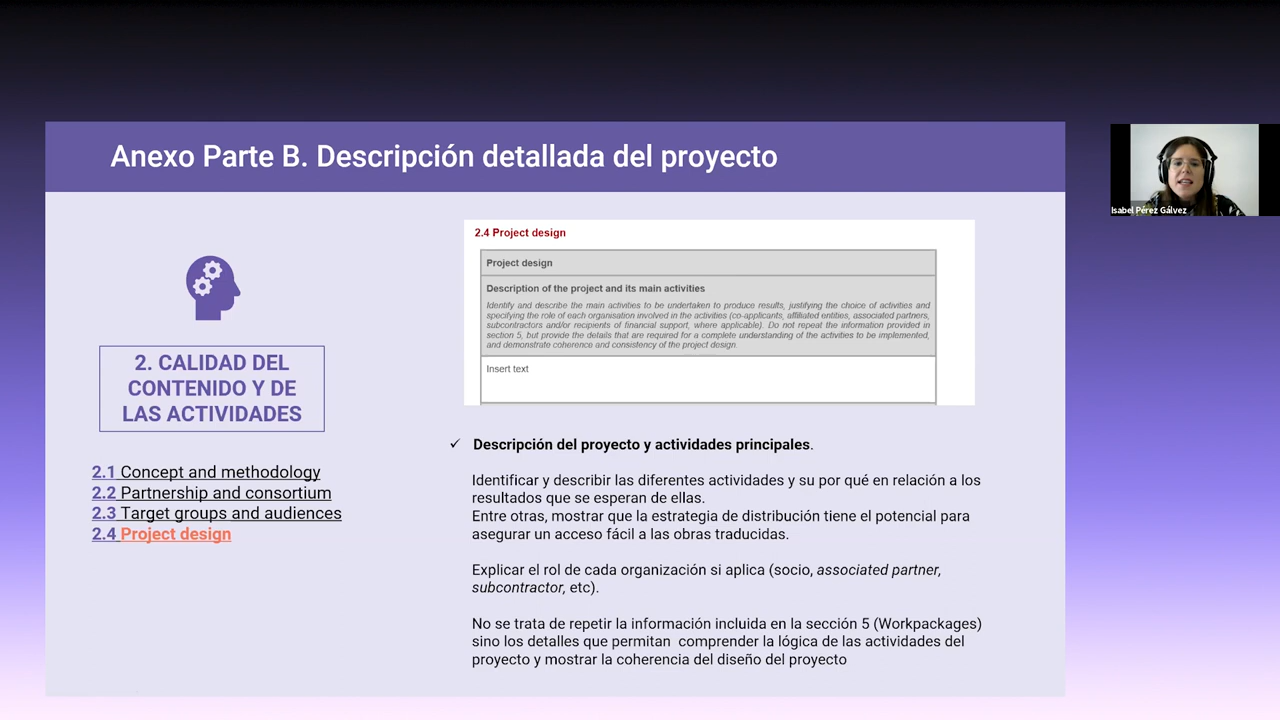 Anexo Parte B. Descripción detallada del proyecto
Isabel Pérez Gálvez
2. CALIDAD DEL
CONTENIDO Y DE
LAS ACTIVIDADES
2.1 Concept and methodology
2.2 Partnership and consortium
2.3 Target groups and audiences
2.4 Project design
2.4 Project design
Project design
Description of the project and its main activities
Identify and describe the main activities to be undertaken to produce results, justifying the choice of activities and
specifying the role of each organisation involved in the activities (co-applicants, affiliated entities, associated partners,
subcontractors and/or recipients of financial support, where applicable). Do not repeat the information provided in
section 5, but provide the details that are required for a complete understanding of the activities to be implemented,
and demonstrate coherence and consistency of the project design.
Insert text
✓ Descripción del proyecto y actividades principales.
Identificar y describir las diferentes actividades y su por qué en relación a los
resultados que se esperan de ellas.
Entre otras, mostrar que la estrategia de distribución tiene el potencial para
asegurar un acceso fácil a las obras traducidas.
Explicar el rol de cada organización si aplica (socio, associated partner,
subcontractor, etc).
No se trata de repetir la información incluida en la sección 5 (Workpackages)
sino los detalles que permitan comprender la lógica de las actividades del
proyecto y mostrar la coherencia del diseño del proyecto